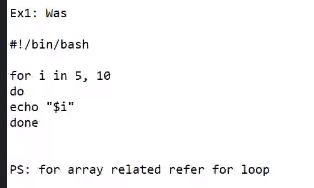 Ex1: Was
#!/bin/bash
for i in 5, 10
do
echo "$i"
done
PS: for array related refer for loop